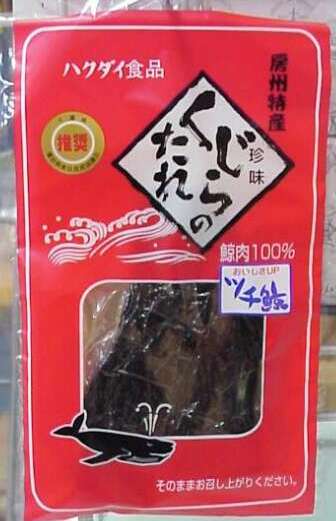 ハクダイ食品
房州特産
推奨
珍味
くじらの
たれ
鯨肉100%
おいしさUP
ツチ鯨
そのままお召し上がりください。